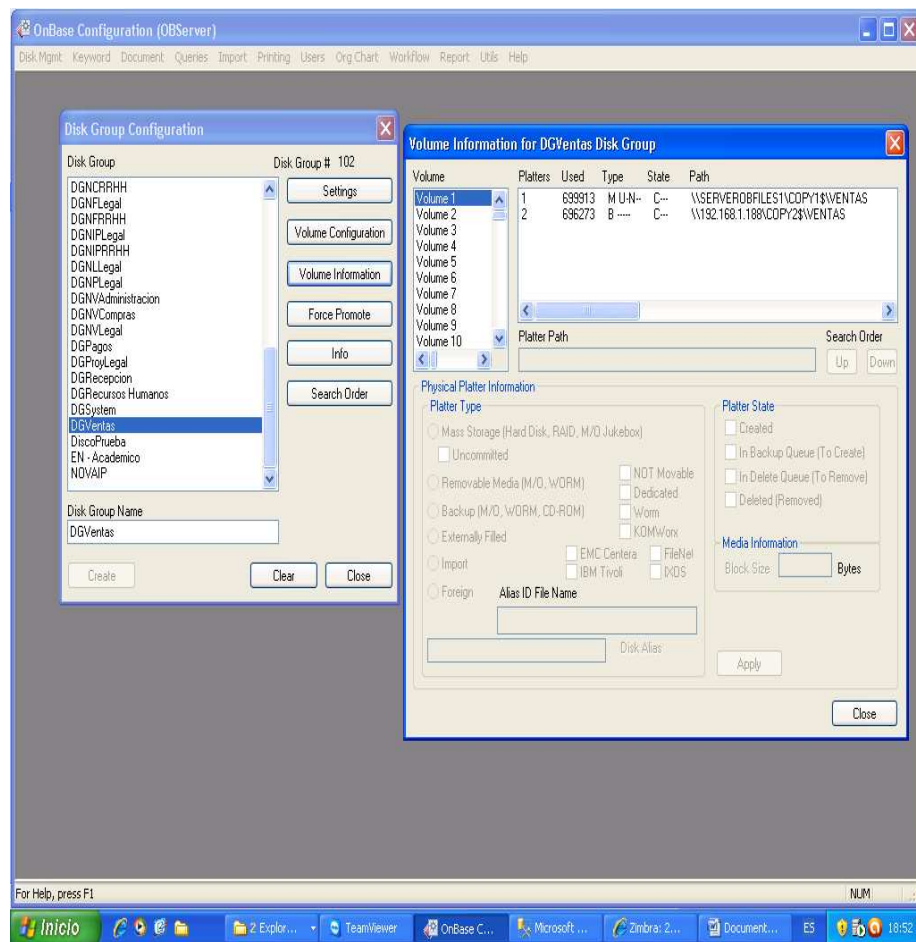 OnBase Configuration (OBServer)
Disk Mgmt Keyword Document Queries Import Printing Users Org Chart Workflow Report Utils Help
Disk Group Configuration
Disk Group
Disk Group # 102
DGNCRRHH
DGNFLegal
DGNFRRHH
DGNIPLegal
DGNIPRRHH
DGNLLegal
DGNPLegal
DGNVAdministracion
DGNVCompras
DGNVLegal
DGPagos
DGProyLegal
DGRecepcion
DGRecursos Humanos
DGSystem
DGVentas
DiscoPrueba
EN - Academico
NOVAIP
Settings
Volume Configuration
Volume Information
Force Promote
Info
Search Order
Disk Group Name
DGVentas
Create
Clear
Close
Volume Information for DGVentas Disk Group
Volume
Volume 1
Volume 2
Volume 3
Volume 4
Volume 5
Volume 6
Volume 7
Volume 8
Volume 9
Volume 10
Platters Used Type State Path
1 699913 M U-N-- C--- \\SERVEROBFILES1\COPY1$\VENTAS
2 696273 B ----- C--- \\192.168.1.188\COPY2$\VENTAS
Platter Path
Search Order
Up
Down
Physical Platter Information
Platter Type
Mass Storage (Hard Disk, RAID, M/O Jukebox)
Uncommitted
Removable Media (M/O, WORM)
Backup (M/O, WORM, CD-ROM)
Externally Filled
Import
Foreign
NOT Movable
Dedicated
Worm
KOMWorx
EMC Centera
FileNet
IBM Tivoli
IXOS
Alias ID File Name
Disk Alias
Platter State
Created
In Backup Queue (To Create)
In Delete Queue (To Remove)
Deleted (Removed)
Media Information
Block Size
Bytes
Apply
Close
For Help, press F1
NUM
Inicio
2 Explor...
TeamViewer
OnBase C...
Microsoft ...
Zimbra: 2...
Document...
ES
18:52